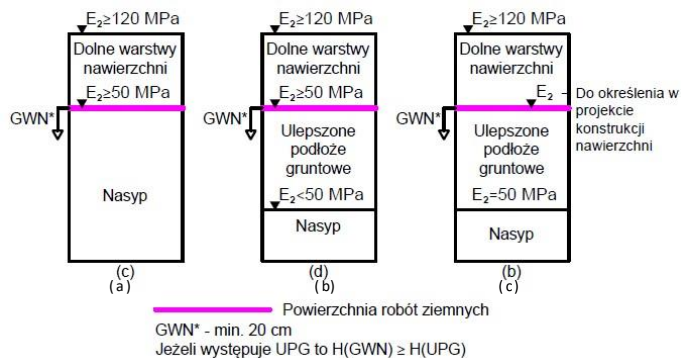 E₂≥120 MPa
Dolne warstwy
nawierzchni
E₂≥50 MPa
GWN*
Nasyp
(c)
(a)
E₂≥120 MPa
Dolne warstwy
nawierzchni
E₂≥50 MPa
GWN*
Ulepszone
podłoże
gruntowe
E₂<50 MPa
Nasyp
(d)
(b)
E₂≥120 MPa
Dolne warstwy
nawierzchni
E₂ – Do określenia w
projekcie
konstrukcji
nawierzchni
GWN*
Ulepszone
podłoże
gruntowe
E₂=50 MPa
Nasyp
(b)
(c)
Powierzchnia robót ziemnych
GWN* - min. 20 cm
Jeżeli występuje UPG to H(GWN) ≥ H(UPG)